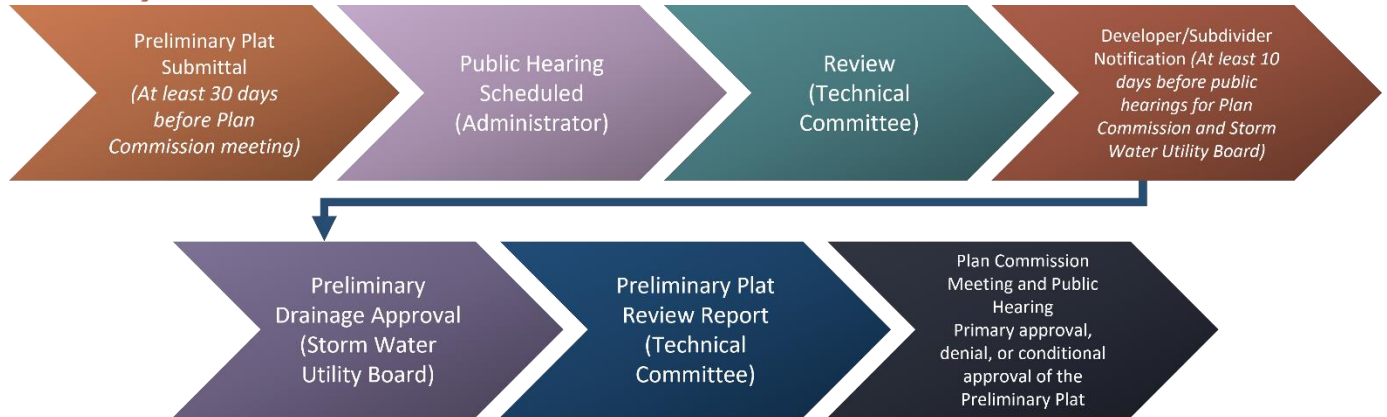 Preliminary Plat
Submittal
(At least 30 days
before Plan
Commission meeting)
Public Hearing
Scheduled
(Administrator)
Review
(Technical
Committee)
Developer/Subdivider
Notification (At least 10
days before public
hearings for Plan
Commission and Storm
Water Utility Board)
Preliminary
Drainage Approval
(Storm Water
Utility Board)
Preliminary Plat
Review Report
(Technical
Committee)
Plan Commission
Meeting and Public
Hearing
Primary approval,
denial, or conditional
approval of the
Preliminary Plat